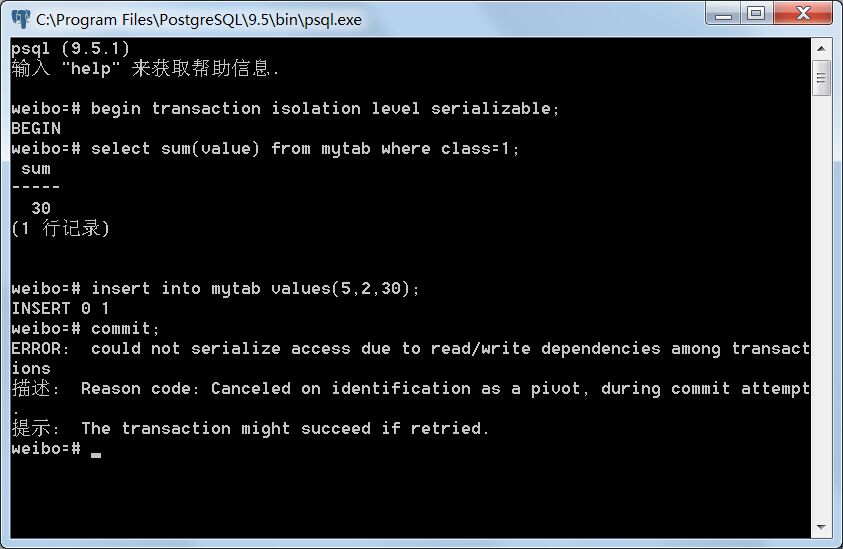 C:\Program Files\PostgreSQL\9.5\bin\psql.exe
psql (9.5.1)
输入 "help" 来获取帮助信息.
weibo=# begin transaction isolation level serializable;
BEGIN
weibo=# select sum(value) from mytab where class=1;
sum
-----
30
(1 行记录)
weibo=# insert into mytab values(5,2,30);
INSERT 0 1
weibo=# commit;
ERROR:  could not serialize access due to read/write dependencies among transact
ions
描述:  Reason code: Canceled on identification as a pivot, during commit attempt
.
提示:  The transaction might succeed if retried.
weibo=# _